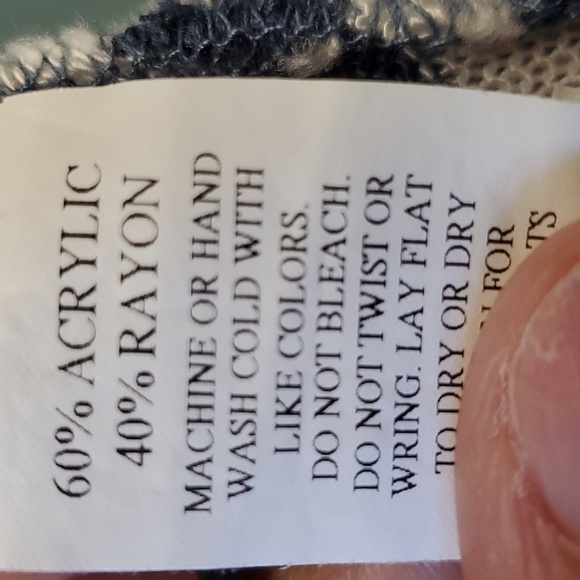 60% ACRYLIC
40% RAYON
MACHINE OR HAND
WASH COLD WITH
LIKE COLORS.
DO NOT BLEACH.
DO NOT TWIST OR
WRING. LAY FLAT
TO DRY OR DRY
FOR